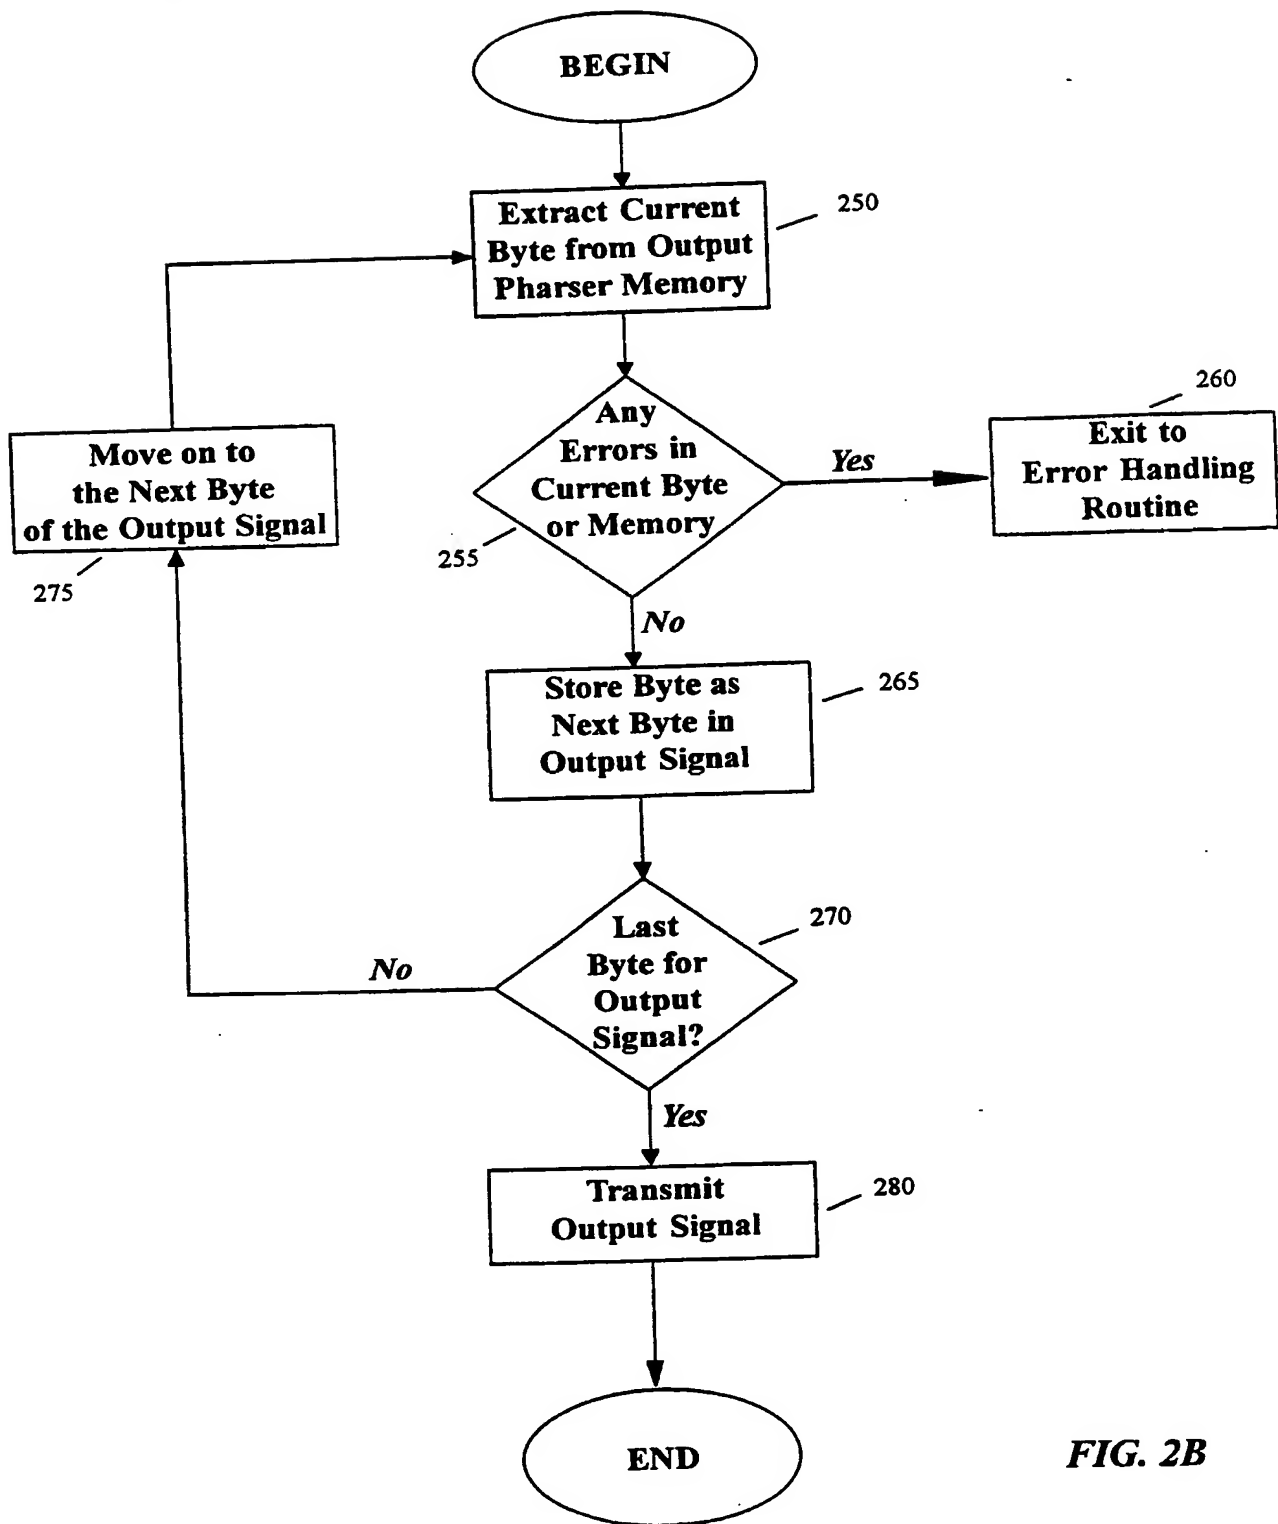 BEGIN
Extract Current
Byte from Output
Pharser Memory
250
Any
Errors in
Current Byte
or Memory
255
Yes
260
Exit to
Error Handling
Routine
Move on to
the Next Byte
of the Output Signal
275
No
Store Byte as
Next Byte in
Output Signal
265
Last
Byte for
Output
Signal?
270
No
Yes
Transmit
Output Signal
280
END
FIG. 2B